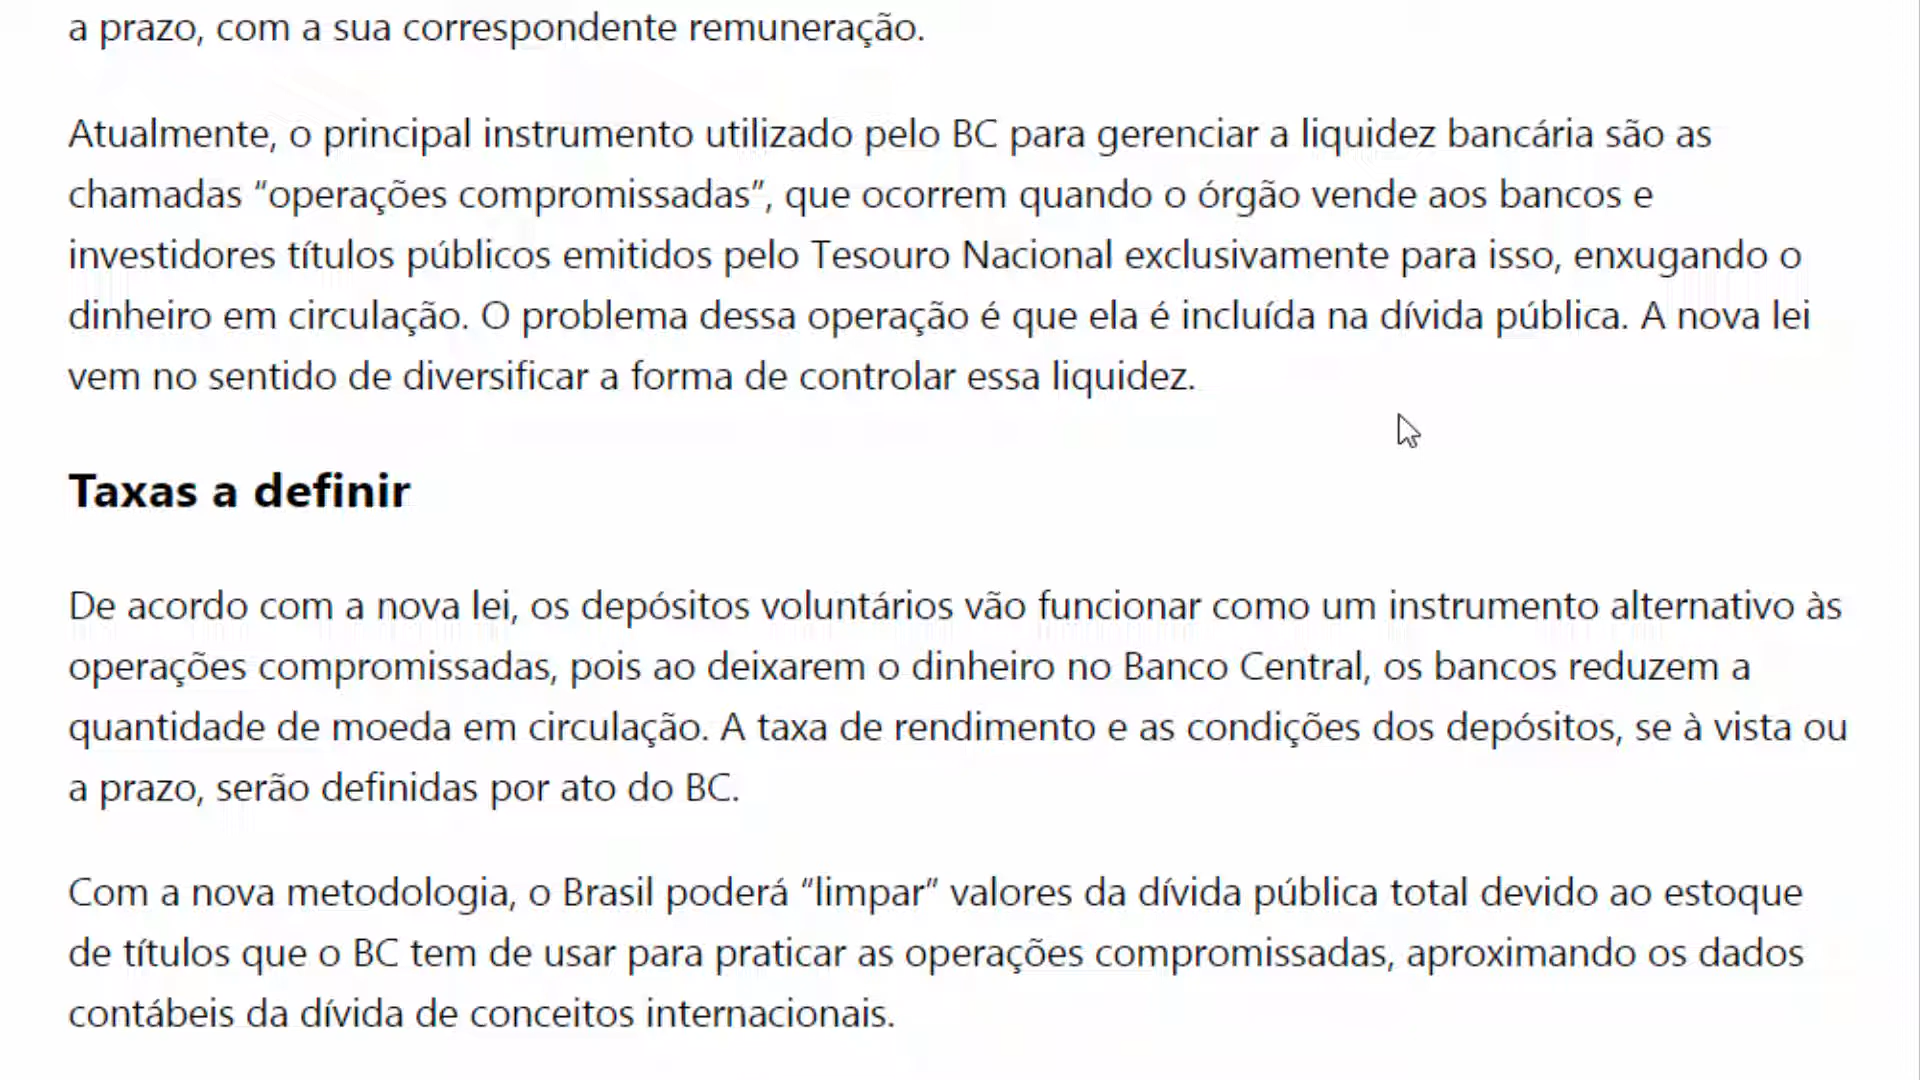 a prazo, com a sua correspondente remuneração.
Atualmente, o principal instrumento utilizado pelo BC para gerenciar a liquidez bancária são as
chamadas “operações compromissadas”, que ocorrem quando o órgão vende aos bancos e
investidores títulos públicos emitidos pelo Tesouro Nacional exclusivamente para isso, enxugando o
dinheiro em circulação. O problema dessa operação é que ela é incluída na dívida pública. A nova lei
vem no sentido de diversificar a forma de controlar essa liquidez.
Taxas a definir
De acordo com a nova lei, os depósitos voluntários vão funcionar como um instrumento alternativo às
operações compromissadas, pois ao deixarem o dinheiro no Banco Central, os bancos reduzem a
quantidade de moeda em circulação. A taxa de rendimento e as condições dos depósitos, se à vista ou
a prazo, serão definidas por ato do BC.
Com a nova metodologia, o Brasil poderá “limpar” valores da dívida pública total devido ao estoque
de títulos que o BC tem de usar para praticar as operações compromissadas, aproximando os dados
contábeis da dívida de conceitos internacionais.